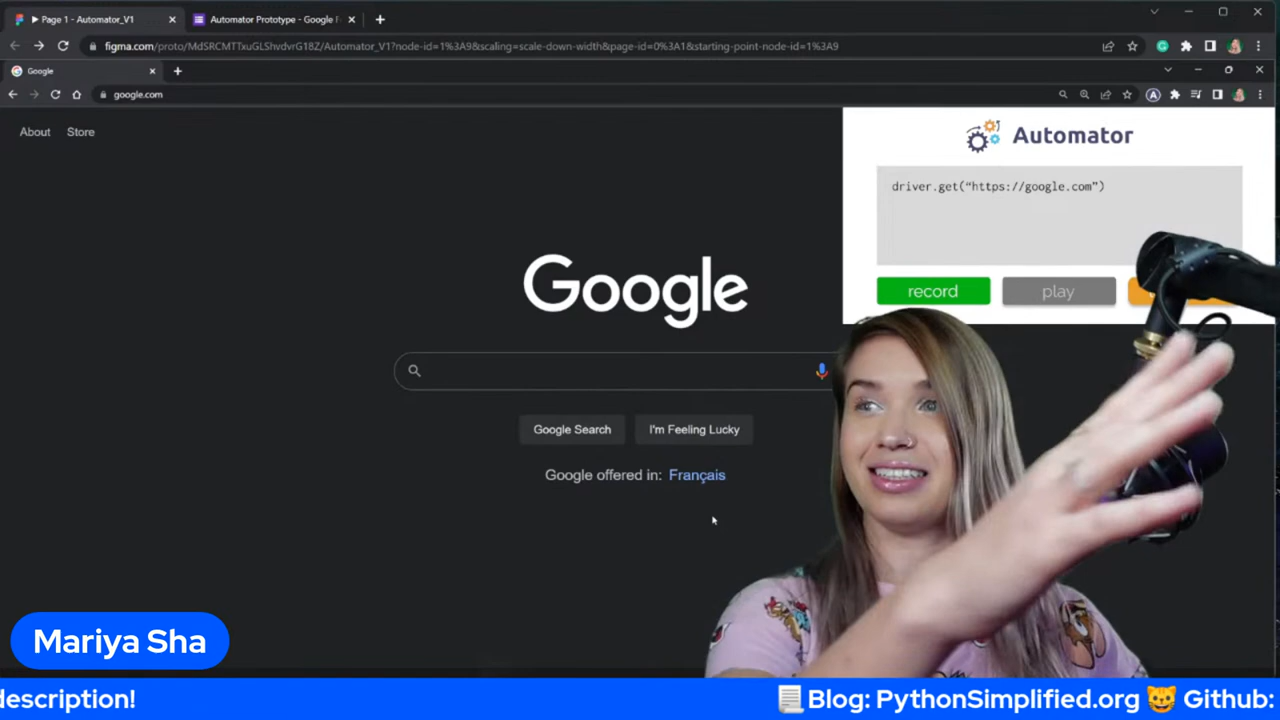 Page 1 - Automator_V1
Automator Prototype - Google F
figma.com/proto/MdSRCMTTxuGLShvdvrG18Z/Automator_V1?node-id=1%3A9&scaling=scale-down-width&page-id=0%3A1&starting-point-node-id=1%3A9
Google
google.com
About Store
Automator
driver.get(“https://google.com”)
record play
Google
Google Search I'm Feeling Lucky
Google offered in: Français
Mariya Sha
description! Blog: PythonSimplified.org Github: